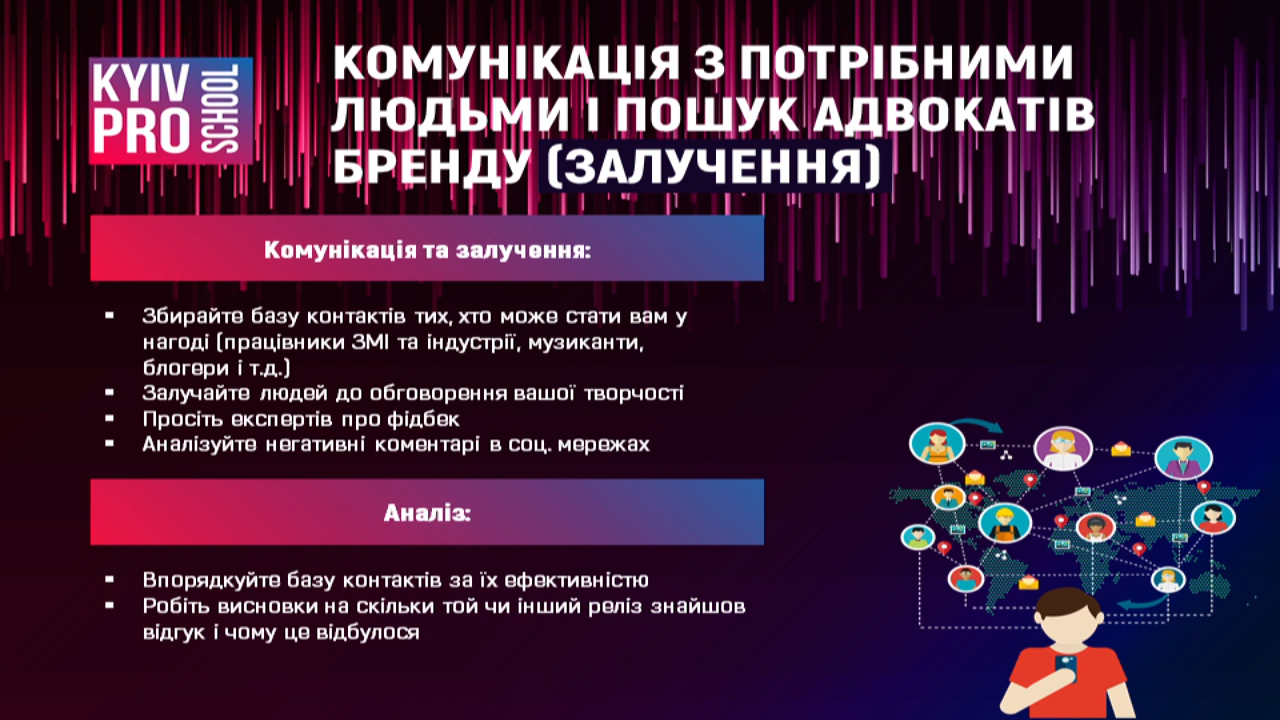 KYIV
PRO
SCHOOL
КОМУНІКАЦІЯ З ПОТРІБНИМИ
ЛЮДЬМИ І ПОШУК АДВОКАТІВ
БРЕНДУ (ЗАЛУЧЕННЯ)
Комунікація та залучення:
▪ Збирайте базу контактів тих, хто може стати вам у
нагоді (працівники ЗМІ та індустрії, музиканти,
блогери і т.д.)
▪ Залучайте людей до обговорення вашої творчості
▪ Просіть експертів про фідбек
▪ Аналізуйте негативні коментарі в соц. мережах
Аналіз:
▪ Впорядкуйте базу контактів за їх ефективністю
▪ Робіть висновки на скільки той чи інший реліз знайшов
відгук і чому це відбулося